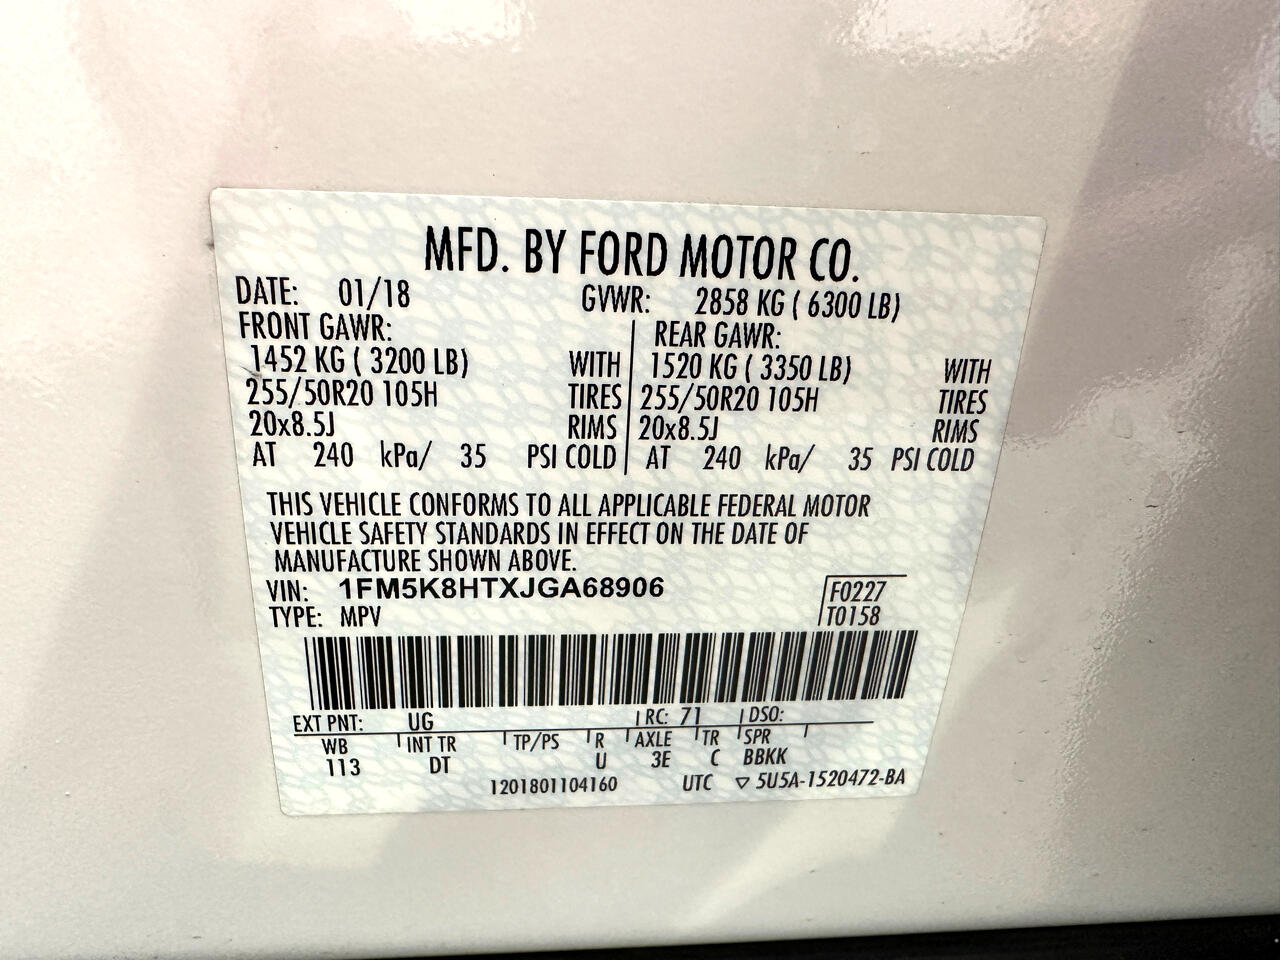 MFD. BY FORD MOTOR CO.
DATE: 01/18 GVWR: 2858 KG ( 6300 LB)
FRONT GAWR: REAR GAWR:
1452 KG ( 3200 LB) WITH 1520 KG ( 3350 LB) WITH
255/50R20 105H TIRES 255/50R20 105H TIRES
20x8.5J RIMS 20x8.5J RIMS
AT 240 kPa/ 35 PSI COLD AT 240 kPa/ 35 PSI COLD
THIS VEHICLE CONFORMS TO ALL APPLICABLE FEDERAL MOTOR
VEHICLE SAFETY STANDARDS IN EFFECT ON THE DATE OF
MANUFACTURE SHOWN ABOVE.
VIN: 1FM5K8HTXJGA68906 F0227
TYPE: MPV T0158
EXT PNT: UG RC: 71 DSO:
WB INT TR TP/PS R AXLE TR SPR
113 DT U 3E C BBKK
1201801104160 UTC ▽ 5U5A-1520472-BA